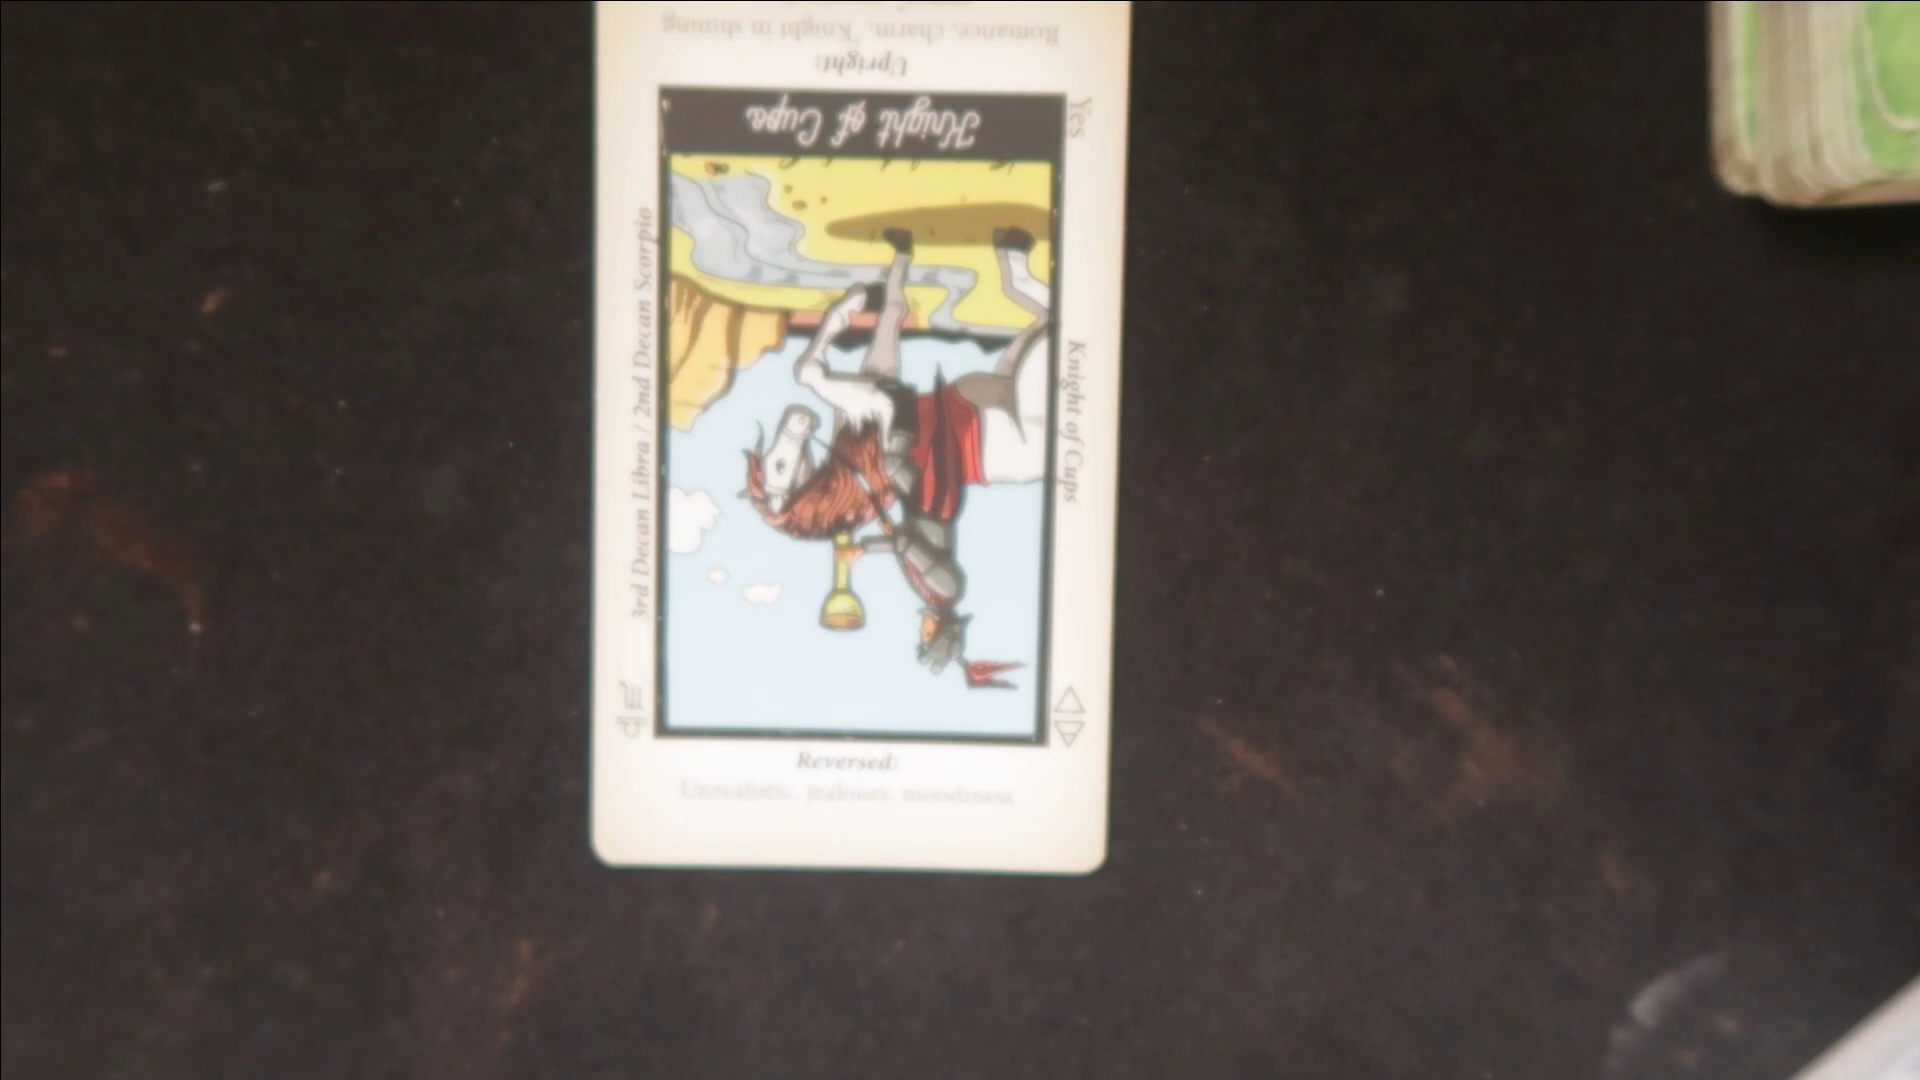 Romance, charm, "Knight in shining
Upright:
Knight of Cups
Yes
3rd Decan Libra / 2nd Decan Scorpio
Knight of Cups
Reversed:
Unrealistic, jealousy, moodiness